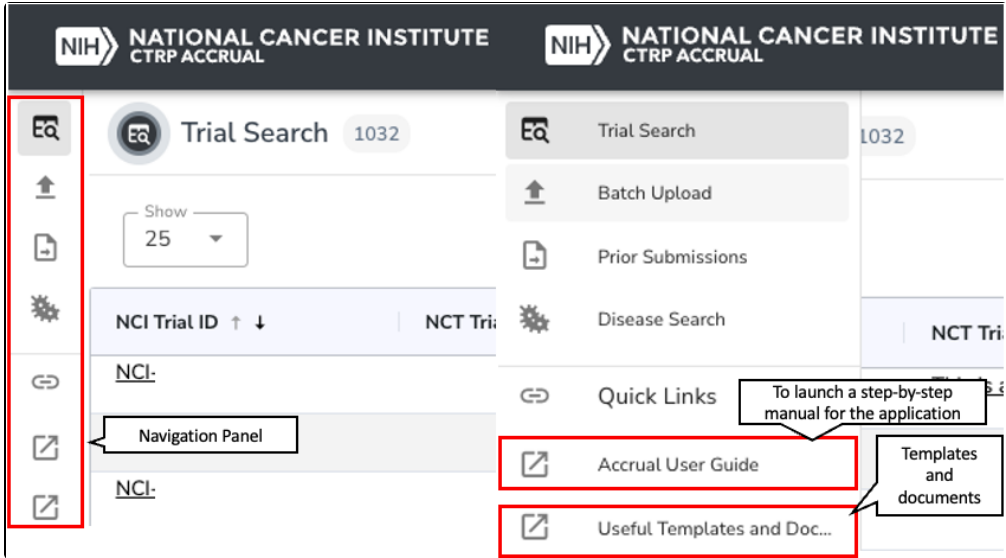 NIH
NATIONAL CANCER INSTITUTE
CTRP ACCRUAL
Trial Search
1032
Show
25
NCI Trial ID ↑ ↓
NCT Tri
NCI-
NCI-
Navigation Panel
NIH
NATIONAL CANCER INSTITUTE
CTRP ACCRUAL
Trial Search
1032
Batch Upload
Prior Submissions
Disease Search
NCT Tri
Quick Links
To launch a step-by-step
manual for the application
Accrual User Guide
Templates
and
documents
Useful Templates and Doc...